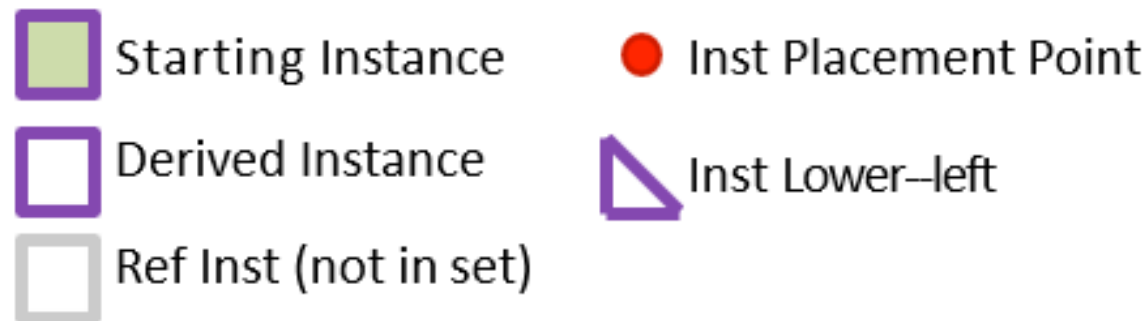 Starting Instance
Inst Placement Point
Derived Instance
Inst Lower--left
Ref Inst (not in set)